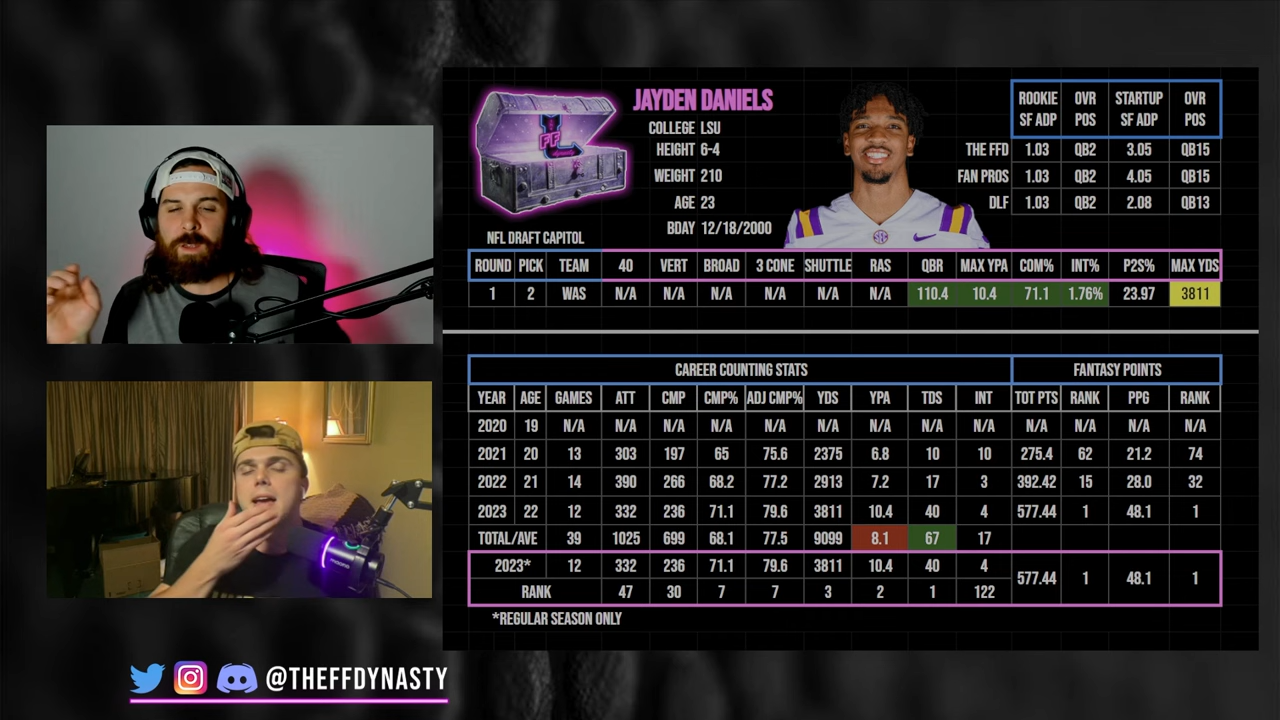 JAYDEN DANIELS
COLLEGE LSU
HEIGHT 6-4
WEIGHT 210
AGE 23
BDAY 12/18/2000
ROOKIE SF ADP OVR POS STARTUP SF ADP OVR POS
THE FFD 1.03 QB2 3.05 QB15
FAN PROS 1.03 QB2 4.05 QB15
DLF 1.03 QB2 2.08 QB13
FF
NFL DRAFT CAPITOL
ROUND PICK TEAM 40 VERT BROAD 3 CONE SHUTTLE RAS QBR MAX YPA COM% INT% P2S% MAX YDS
1 2 WAS N/A N/A N/A N/A N/A N/A 110.4 10.4 71.1 1.76% 23.97 3811
CAREER COUNTING STATS FANTASY POINTS
YEAR AGE GAMES ATT CMP CMP% ADJ CMP% YDS YPA TDS INT TOT PTS RANK PPG RANK
2020 19 N/A N/A N/A N/A N/A N/A N/A N/A N/A N/A N/A N/A N/A
2021 20 13 303 197 65 75.6 2375 6.8 10 10 275.4 62 21.2 74
2022 21 14 390 266 68.2 77.2 2913 7.2 17 3 392.42 15 28.0 32
2023 22 12 332 236 71.1 79.6 3811 10.4 40 4 577.44 1 48.1 1
TOTAL/AVE 39 1025 699 68.1 77.5 9099 8.1 67 17
2023* 12 332 236 71.1 79.6 3811 10.4 40 4 577.44 1 48.1 1
RANK 47 30 7 7 3 2 1 122
*REGULAR SEASON ONLY
@THEFFDYNASTY